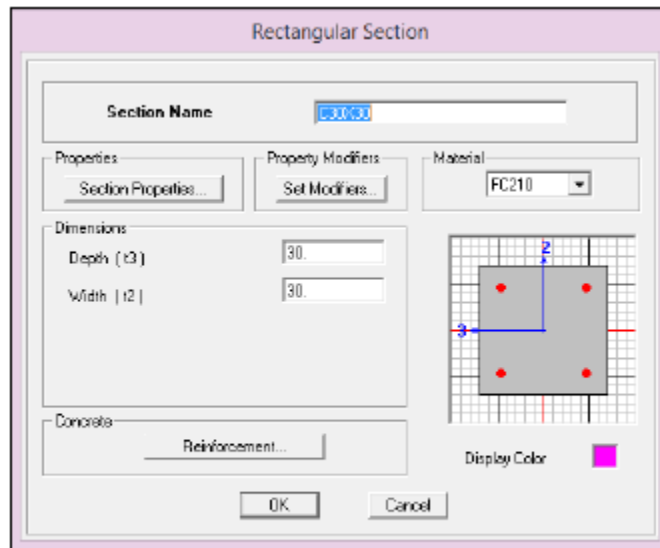 Rectangular Section
Section Name
C30X30
Properties
Section Properties...
Property Modifiers
Set Modifiers...
Material
FC210
Dimensions
Depth ( t3 )
30.
Width ( t2 )
30.
2
3
Concrete
Reinforcement...
Display Color
OK
Cancel